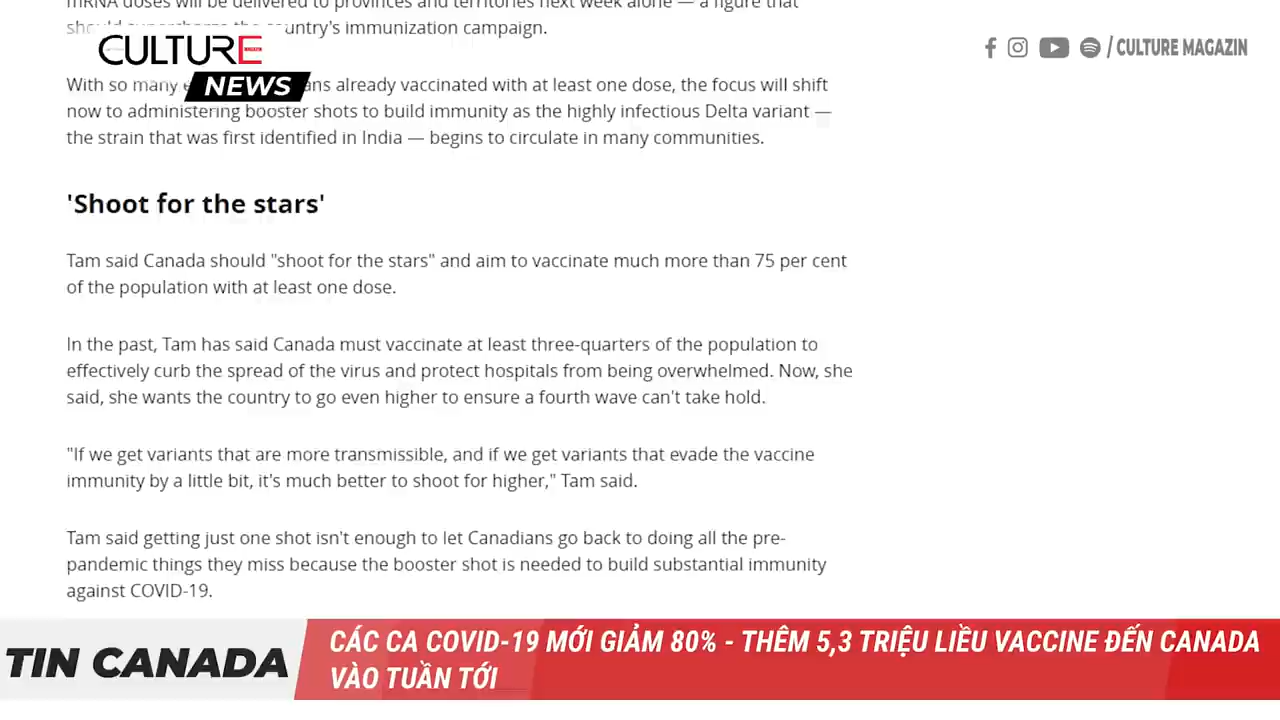 mRNA doses will be delivered to provinces and territories next week alone — a figure that
country's immunization campaign.
CULTURE
NEWS
/ CULTURE MAGAZIN
With so many already vaccinated with at least one dose, the focus will shift
now to administering booster shots to build immunity as the highly infectious Delta variant —
the strain that was first identified in India — begins to circulate in many communities.
'Shoot for the stars'
Tam said Canada should "shoot for the stars" and aim to vaccinate much more than 75 per cent
of the population with at least one dose.
In the past, Tam has said Canada must vaccinate at least three-quarters of the population to
effectively curb the spread of the virus and protect hospitals from being overwhelmed. Now, she
said, she wants the country to go even higher to ensure a fourth wave can't take hold.
"If we get variants that are more transmissible, and if we get variants that evade the vaccine
immunity by a little bit, it's much better to shoot for higher," Tam said.
Tam said getting just one shot isn't enough to let Canadians go back to doing all the pre-
pandemic things they miss because the booster shot is needed to build substantial immunity
against COVID-19.
TIN CANADA
CÁC CA COVID-19 MỚI GIẢM 80% - THÊM 5,3 TRIỆU LIỀU VACCINE ĐẾN CANADA
VÀO TUẦN TỚI